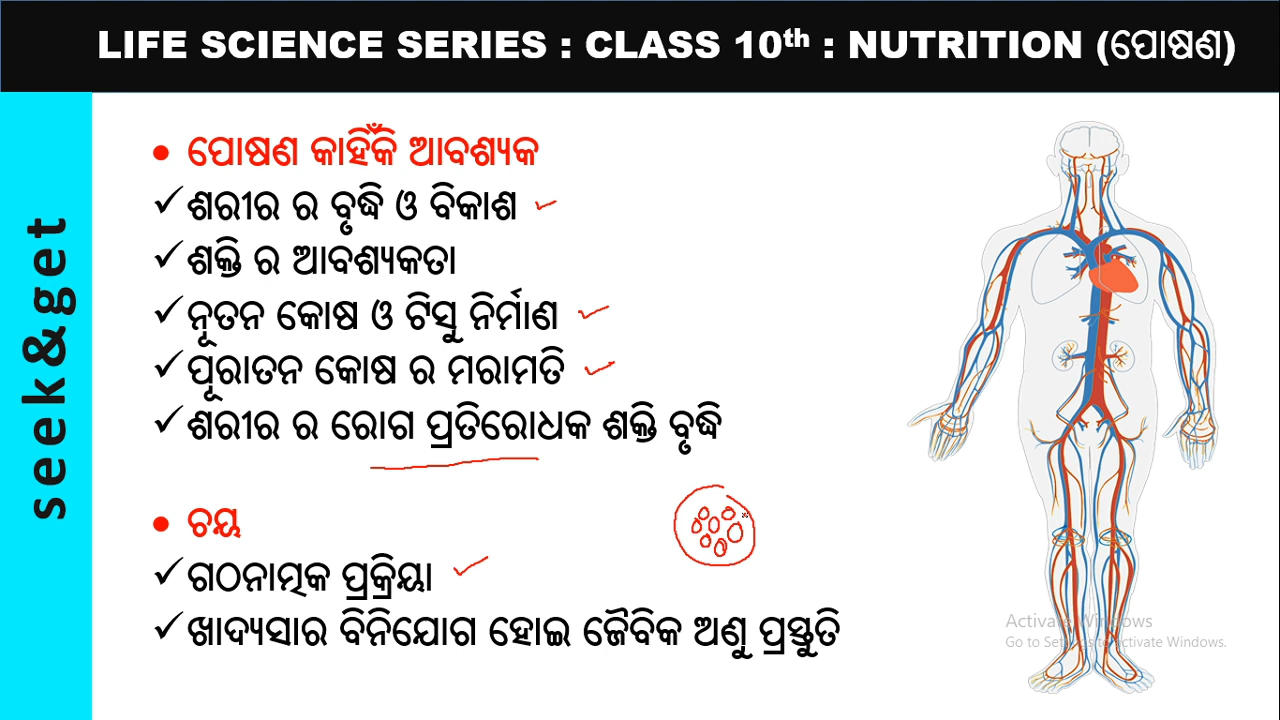 LIFE SCIENCE SERIES : CLASS 10th : NUTRITION (ପୋଷଣ)
seek&get
• ପୋଷଣ କାହିଁକି ଆବଶ୍ୟକ
✓ ଶରୀର ର ବୃଦ୍ଧି ଓ ବିକାଶ
✓ ଶକ୍ତି ର ଆବଶ୍ୟକତା
✓ ନୂତନ କୋଷ ଓ ଟିସୁ ନିର୍ମାଣ
✓ ପୂରାତନ କୋଷ ର ମରାମତି
✓ ଶରୀର ର ରୋଗ ପ୍ରତିରୋଧକ ଶକ୍ତି ବୃଦ୍ଧି
• ଚୟ
✓ ଗଠନାତ୍ମକ ପ୍ରକ୍ରିୟା
✓ ଖାଦ୍ୟସାର ବିନିଯୋଗ ହୋଇ ଜୈବିକ ଅଣୁ ପ୍ରସ୍ତୁତି
Activate Windows
Go to Settings to activate Windows.